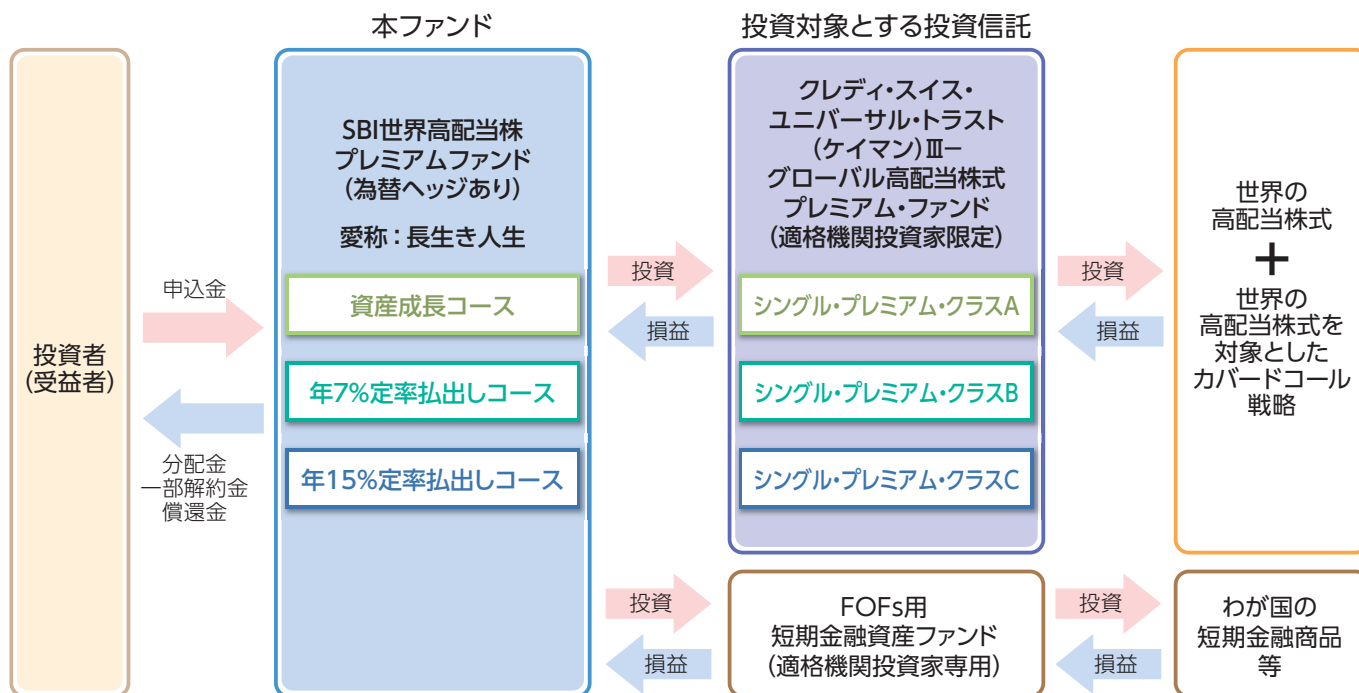 本ファンド
投資対象とする投資信託
投資者
(受益者)
申込金
分配金
一部解約金
償還金
SBI世界高配当株
プレミアムファンド
(為替ヘッジあり)
愛称：長生き人生
資産成長コース
年7%定率払出しコース
年15%定率払出しコース
投資
損益
クレディ・スイス・
ユニバーサル・トラスト
(ケイマン)Ⅲー
グローバル高配当株式
プレミアム・ファンド
(適格機関投資家限定)
シングル・プレミアム・クラスA
シングル・プレミアム・クラスB
シングル・プレミアム・クラスC
投資
損益
世界の
高配当株式
＋
世界の
高配当株式を
対象とした
カバードコール
戦略
投資
損益
FOFs用
短期金融資産ファンド
(適格機関投資家専用)
投資
損益
わが国の
短期金融商品
等